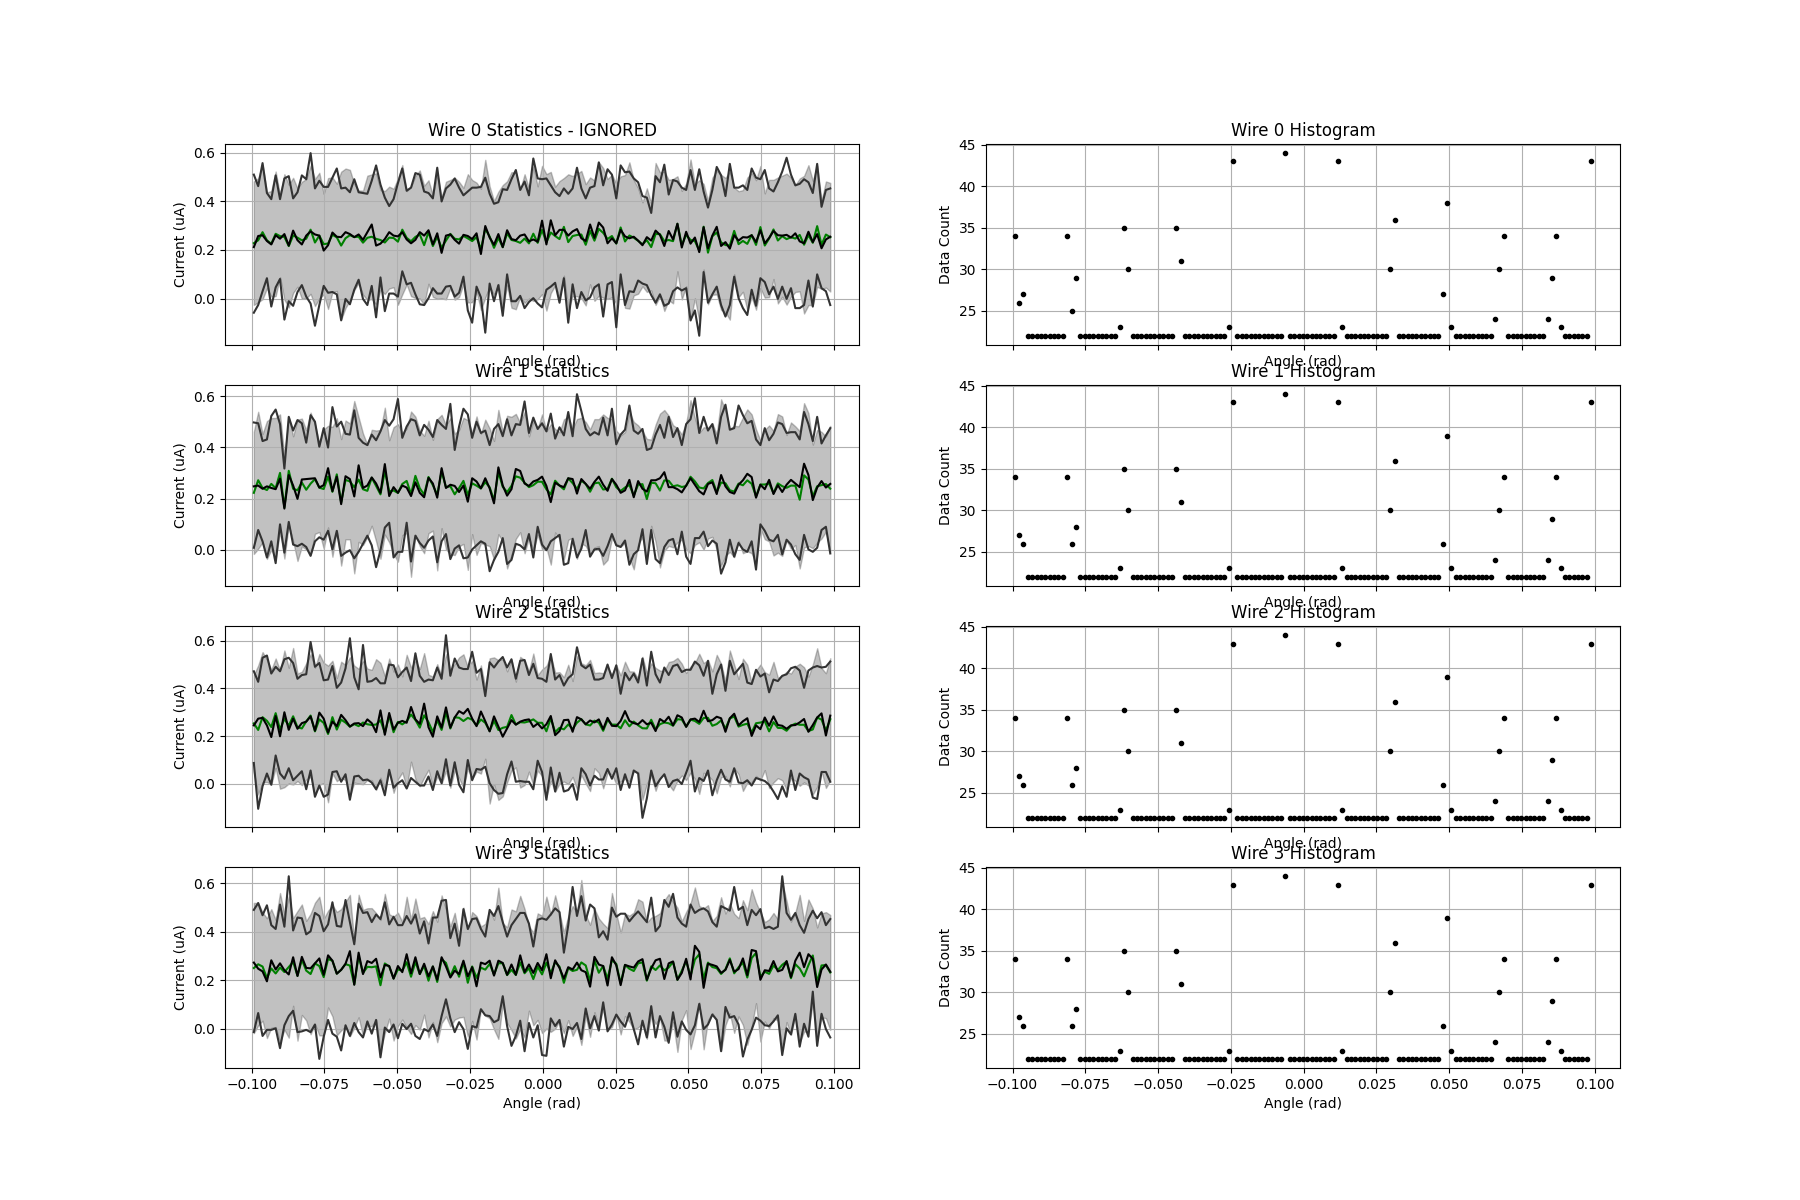 Wire 0 Statistics - IGNORED
Current (uA)
0.6
0.4
0.2
0.0
Angle (rad)
Wire 0 Histogram
Data Count
45
40
35
30
25
Angle (rad)
Wire 1 Statistics
Current (uA)
0.6
0.4
0.2
0.0
Angle (rad)
Wire 1 Histogram
Data Count
45
40
35
30
25
Angle (rad)
Wire 2 Statistics
Current (uA)
0.6
0.4
0.2
0.0
Angle (rad)
Wire 2 Histogram
Data Count
45
40
35
30
25
Angle (rad)
Wire 3 Statistics
Current (uA)
0.6
0.4
0.2
0.0
−0.100 −0.075 −0.050 −0.025 0.000 0.025 0.050 0.075 0.100
Angle (rad)
Wire 3 Histogram
Data Count
45
40
35
30
25
−0.100 −0.075 −0.050 −0.025 0.000 0.025 0.050 0.075 0.100
Angle (rad)